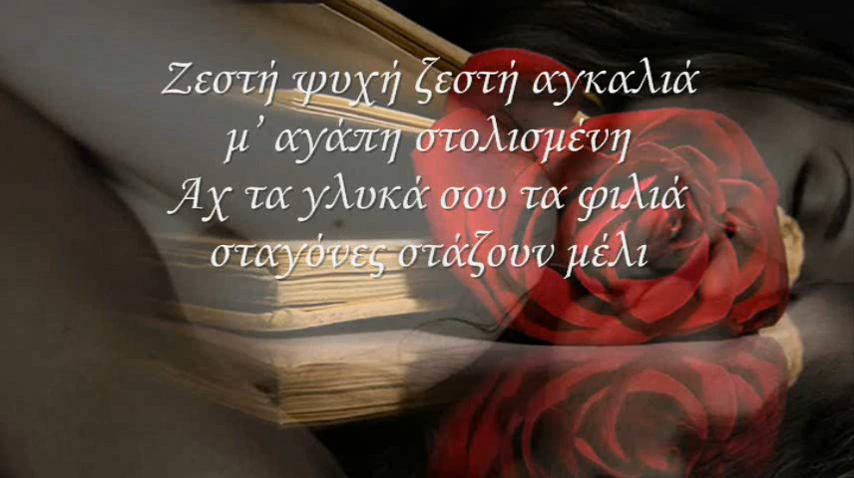 Ζεστή ψυχή ζεστή αγκαλιά
μ’ αγάπη στολισμένη
Αχ τα γλυκά σου τα φιλιά
σταγόνες στάζουν μέλι